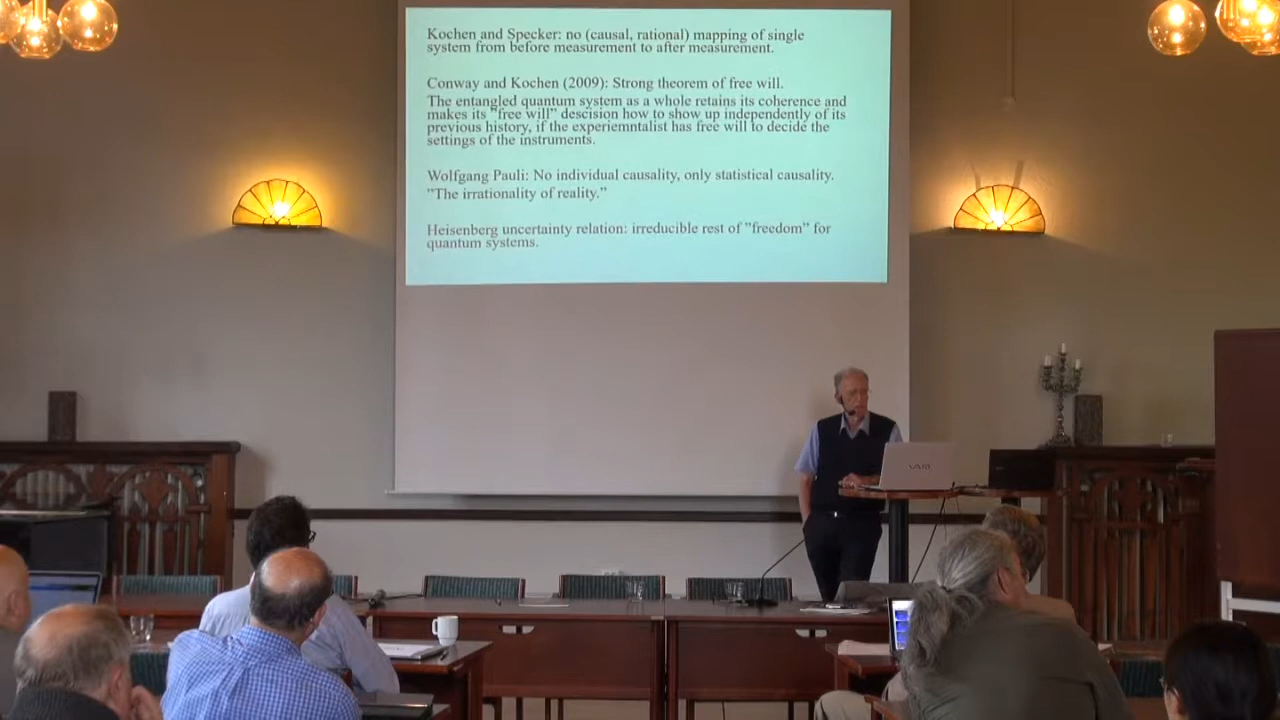 Kochen and Specker: no (causal, rational) mapping of single
system from before measurement to after measurement.
Conway and Kochen (2009): Strong theorem of free will.
The entangled quantum system as a whole retains its coherence and
makes its "free will" descision how to show up independently of its
previous history, if the experiemntalist has free will to decide the
settings of the instruments.
Wolfgang Pauli: No individual causality, only statistical causality.
"The irrationality of reality."
Heisenberg uncertainty relation: irreducible rest of "freedom" for
quantum systems.
VAIO